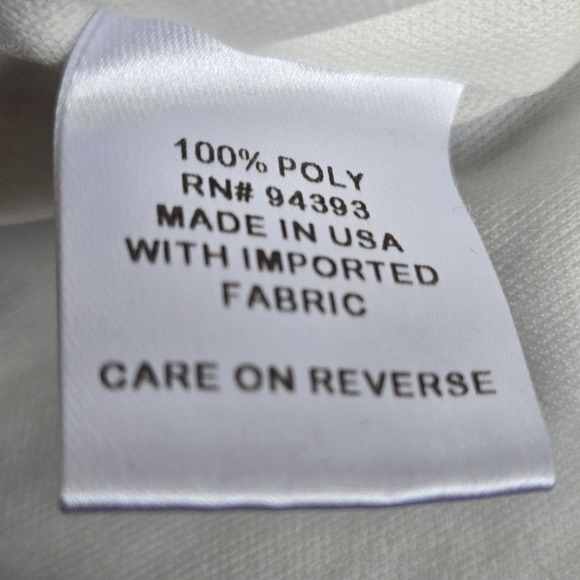 100% POLY
RN# 94393
MADE IN USA
WITH IMPORTED
FABRIC
CARE ON REVERSE